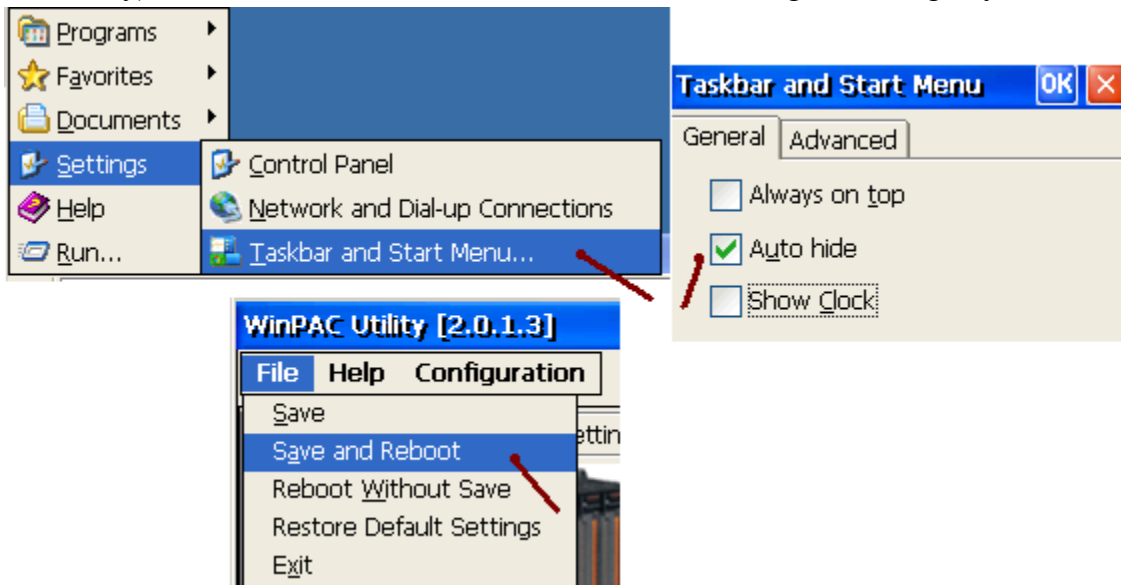 Programs
Favorites
Documents
Settings
Help
Run...
Control Panel
Network and Dial-up Connections
Taskbar and Start Menu...
Taskbar and Start Menu OK
General Advanced
Always on top
Auto hide
Show Clock
WinPAC Utility [2.0.1.3]
File Help Configuration
Save
Save and Reboot
Reboot Without Save
Restore Default Settings
Exit